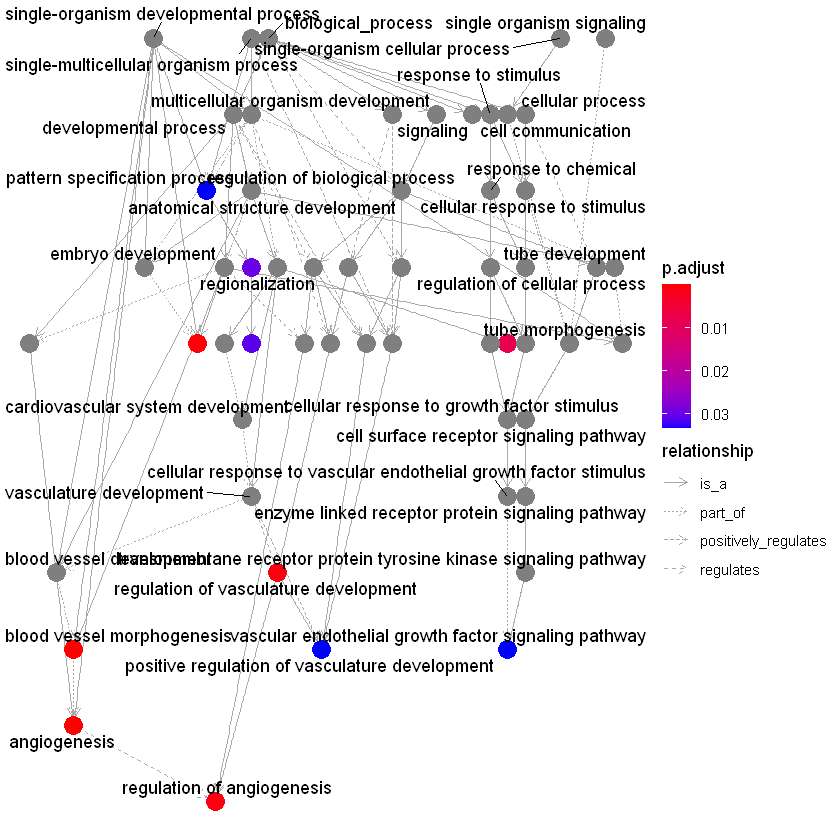 single-organism developmental process
biological_process
single organism signaling
single-organism cellular process
single-multicellular organism process
response to stimulus
multicellular organism development
cellular process
developmental process
signaling
cell communication
pattern specification process
regulation of biological process
response to chemical
anatomical structure development
cellular response to stimulus
embryo development
tube development
regionalization
regulation of cellular process
tube morphogenesis
cardiovascular system development
cellular response to growth factor stimulus
cell surface receptor signaling pathway
cellular response to vascular endothelial growth factor stimulus
vasculature development
enzyme linked receptor protein signaling pathway
blood vessel development
transmembrane receptor protein tyrosine kinase signaling pathway
regulation of vasculature development
blood vessel morphogenesis
vascular endothelial growth factor signaling pathway
positive regulation of vasculature development
angiogenesis
regulation of angiogenesis
p.adjust
0.01
0.02
0.03
relationship
is_a
part_of
positively_regulates
regulates